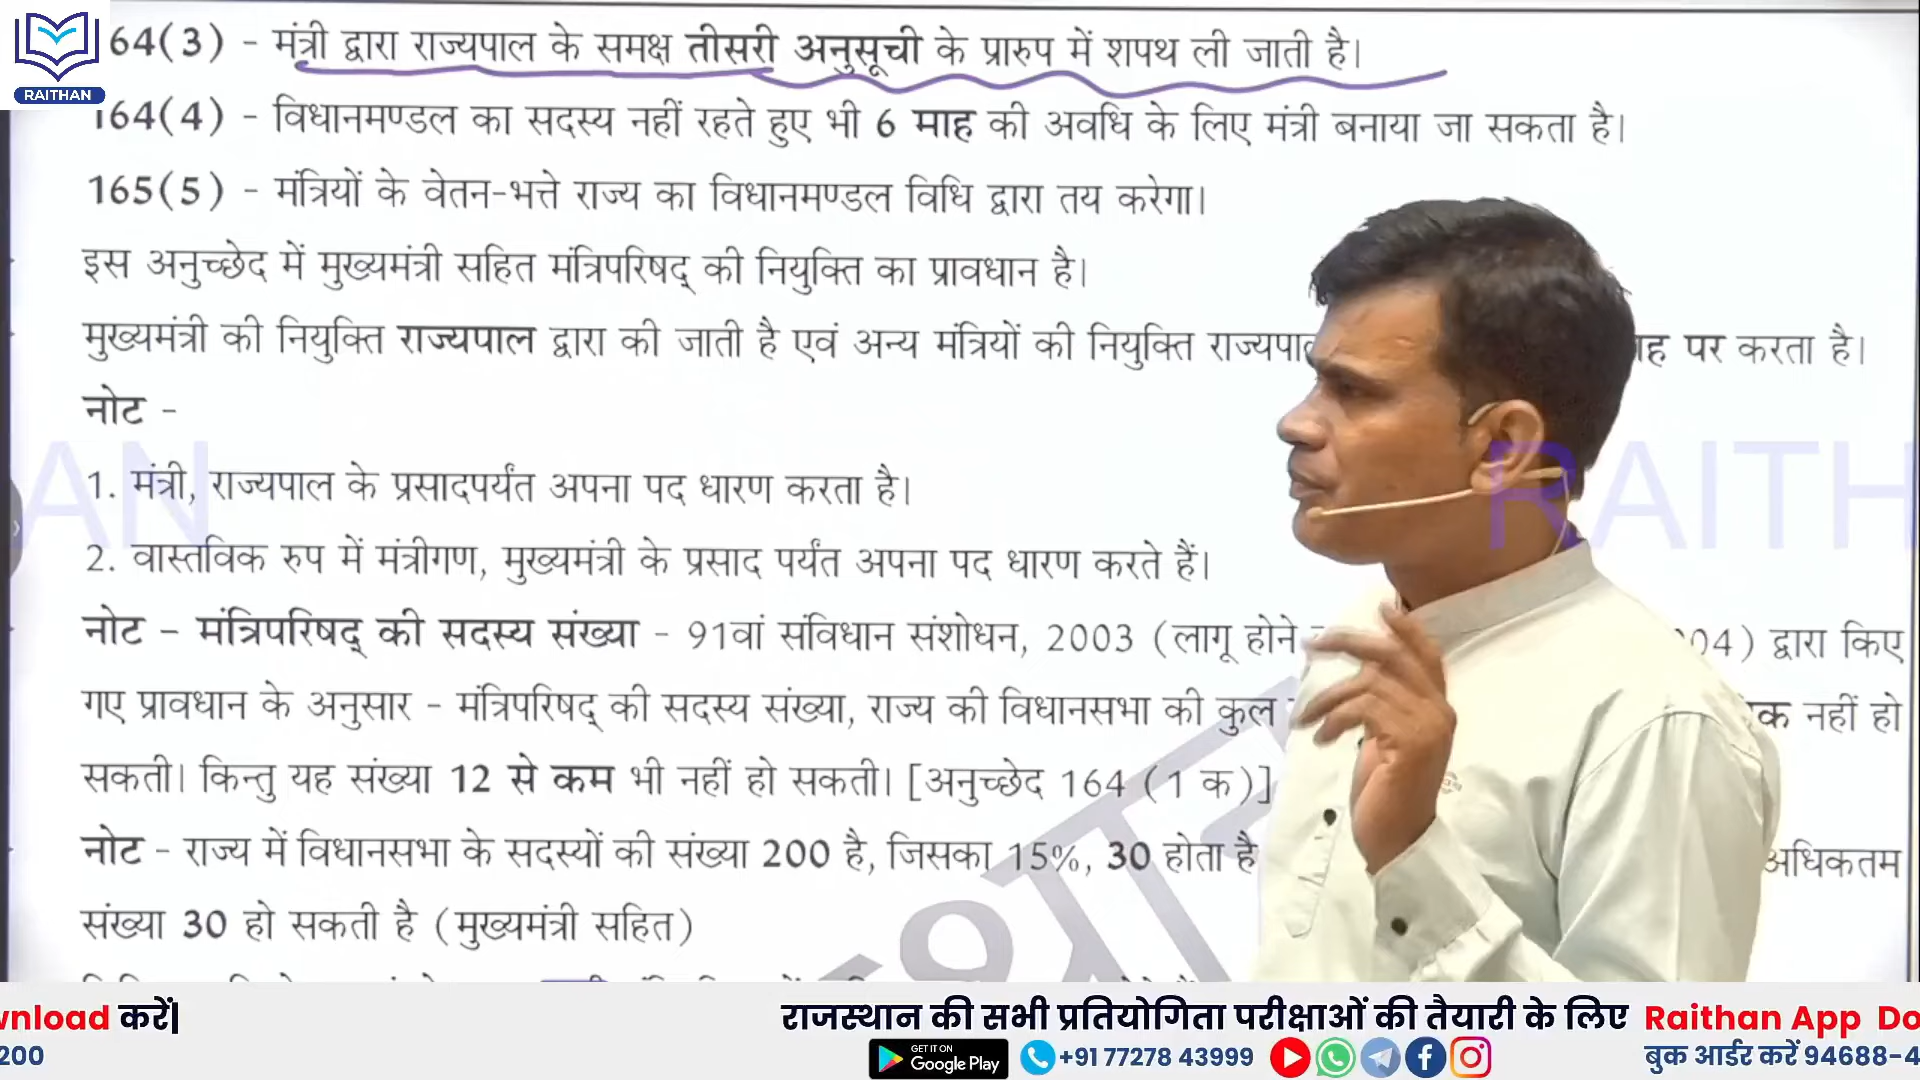 RAITHAN
64(3) - मंत्री द्वारा राज्यपाल के समक्ष तीसरी अनुसूची के प्रारुप में शपथ ली जाती है।
164(4) - विधानमण्डल का सदस्य नहीं रहते हुए भी 6 माह की अवधि के लिए मंत्री बनाया जा सकता है।
165(5) - मंत्रियों के वेतन-भत्ते राज्य का विधानमण्डल विधि द्वारा तय करेगा।
इस अनुच्छेद में मुख्यमंत्री सहित मंत्रिपरिषद् की नियुक्ति का प्रावधान है।
मुख्यमंत्री की नियुक्ति राज्यपाल द्वारा की जाती है एवं अन्य मंत्रियों की नियुक्ति पर करता है।
नोट -
1. मंत्री, राज्यपाल के प्रसादपर्यंत अपना पद धारण करता है।
2. वास्तविक रुप में मंत्रीगण, मुख्यमंत्री के प्रसाद पर्यंत अपना पद धारण करते हैं।
नोट - मंत्रिपरिषद् की सदस्य संख्या - 91वां संविधान संशोधन, 2003 (लागू होने 04) द्वारा किए
गए प्रावधान के अनुसार - मंत्रिपरिषद् की सदस्य संख्या, राज्य की विधानसभा की कुल नहीं हो
सकती। किन्तु यह संख्या 12 से कम भी नहीं हो सकती। [अनुच्छेद 164 (1 क)]
नोट - राज्य में विधानसभा के सदस्यों की संख्या 200 है, जिसका 15%, 30 होता है अधिकतम
संख्या 30 हो सकती है (मुख्यमंत्री सहित)
AN RAITH
wnload करें|
राजस्थान की सभी प्रतियोगिता परीक्षाओं की तैयारी के लिए Raithan App Do
200
GET IT ON
Google Play
+91 77278 43999
बुक आर्डर करें 94688-4